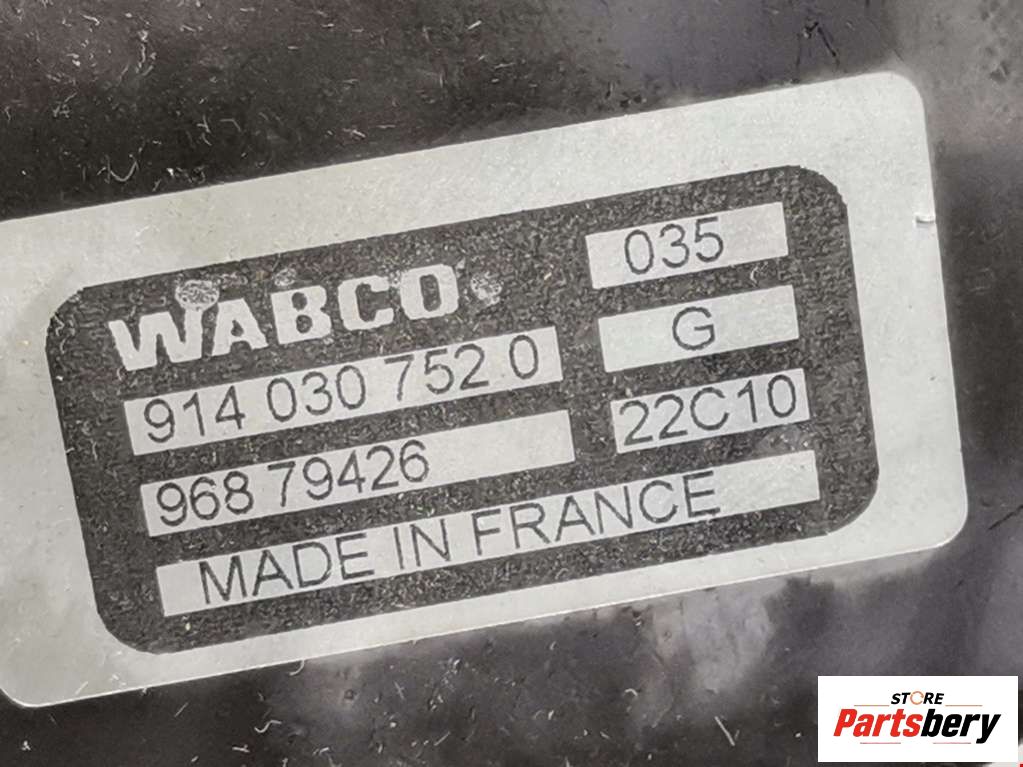 WABCO
035
914 030 752 0
G
968 79426
22C10
MADE IN FRANCE
STORE
Partsbery